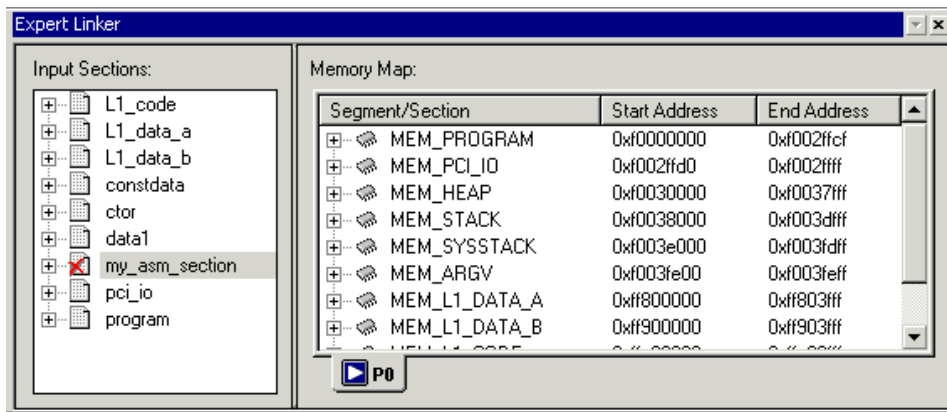 Expert Linker
Input Sections:
L1_code
L1_data_a
L1_data_b
constdata
ctor
data1
my_asm_section
pci_io
program
Memory Map:
Segment/Section Start Address End Address
MEM_PROGRAM 0xf0000000 0xf002ffcf
MEM_PCI_IO 0xf002ffd0 0xf002ffff
MEM_HEAP 0xf0030000 0xf0037fff
MEM_STACK 0xf0038000 0xf003dfff
MEM_SYSSTACK 0xf003e000 0xf003fdff
MEM_ARGV 0xf003fe00 0xf003feff
MEM_L1_DATA_A 0xff800000 0xff803fff
MEM_L1_DATA_B 0xff900000 0xff903fff
P0